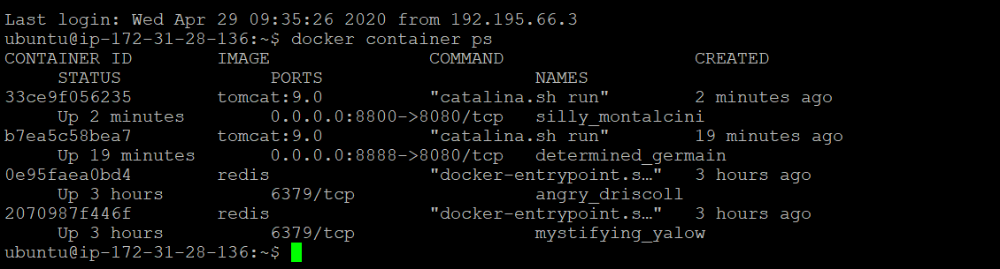 Last login: Wed Apr 29 09:35:26 2020 from 192.195.66.3
ubuntu@ip-172-31-28-136:~$ docker container ps
CONTAINER ID        IMAGE               COMMAND                  CREATED
     STATUS              PORTS                    NAMES
33ce9f056235        tomcat:9.0          "catalina.sh run"        2 minutes ago
     Up 2 minutes        0.0.0.0:8800->8080/tcp   silly_montalcini
b7ea5c58bea7        tomcat:9.0          "catalina.sh run"        19 minutes ago
     Up 19 minutes       0.0.0.0:8888->8080/tcp   determined_germain
0e95faea0bd4        redis               "docker-entrypoint.s…"   3 hours ago
     Up 3 hours          6379/tcp                 angry_driscoll
2070987f446f        redis               "docker-entrypoint.s…"   3 hours ago
     Up 3 hours          6379/tcp                 mystifying_yalow
ubuntu@ip-172-31-28-136:~$